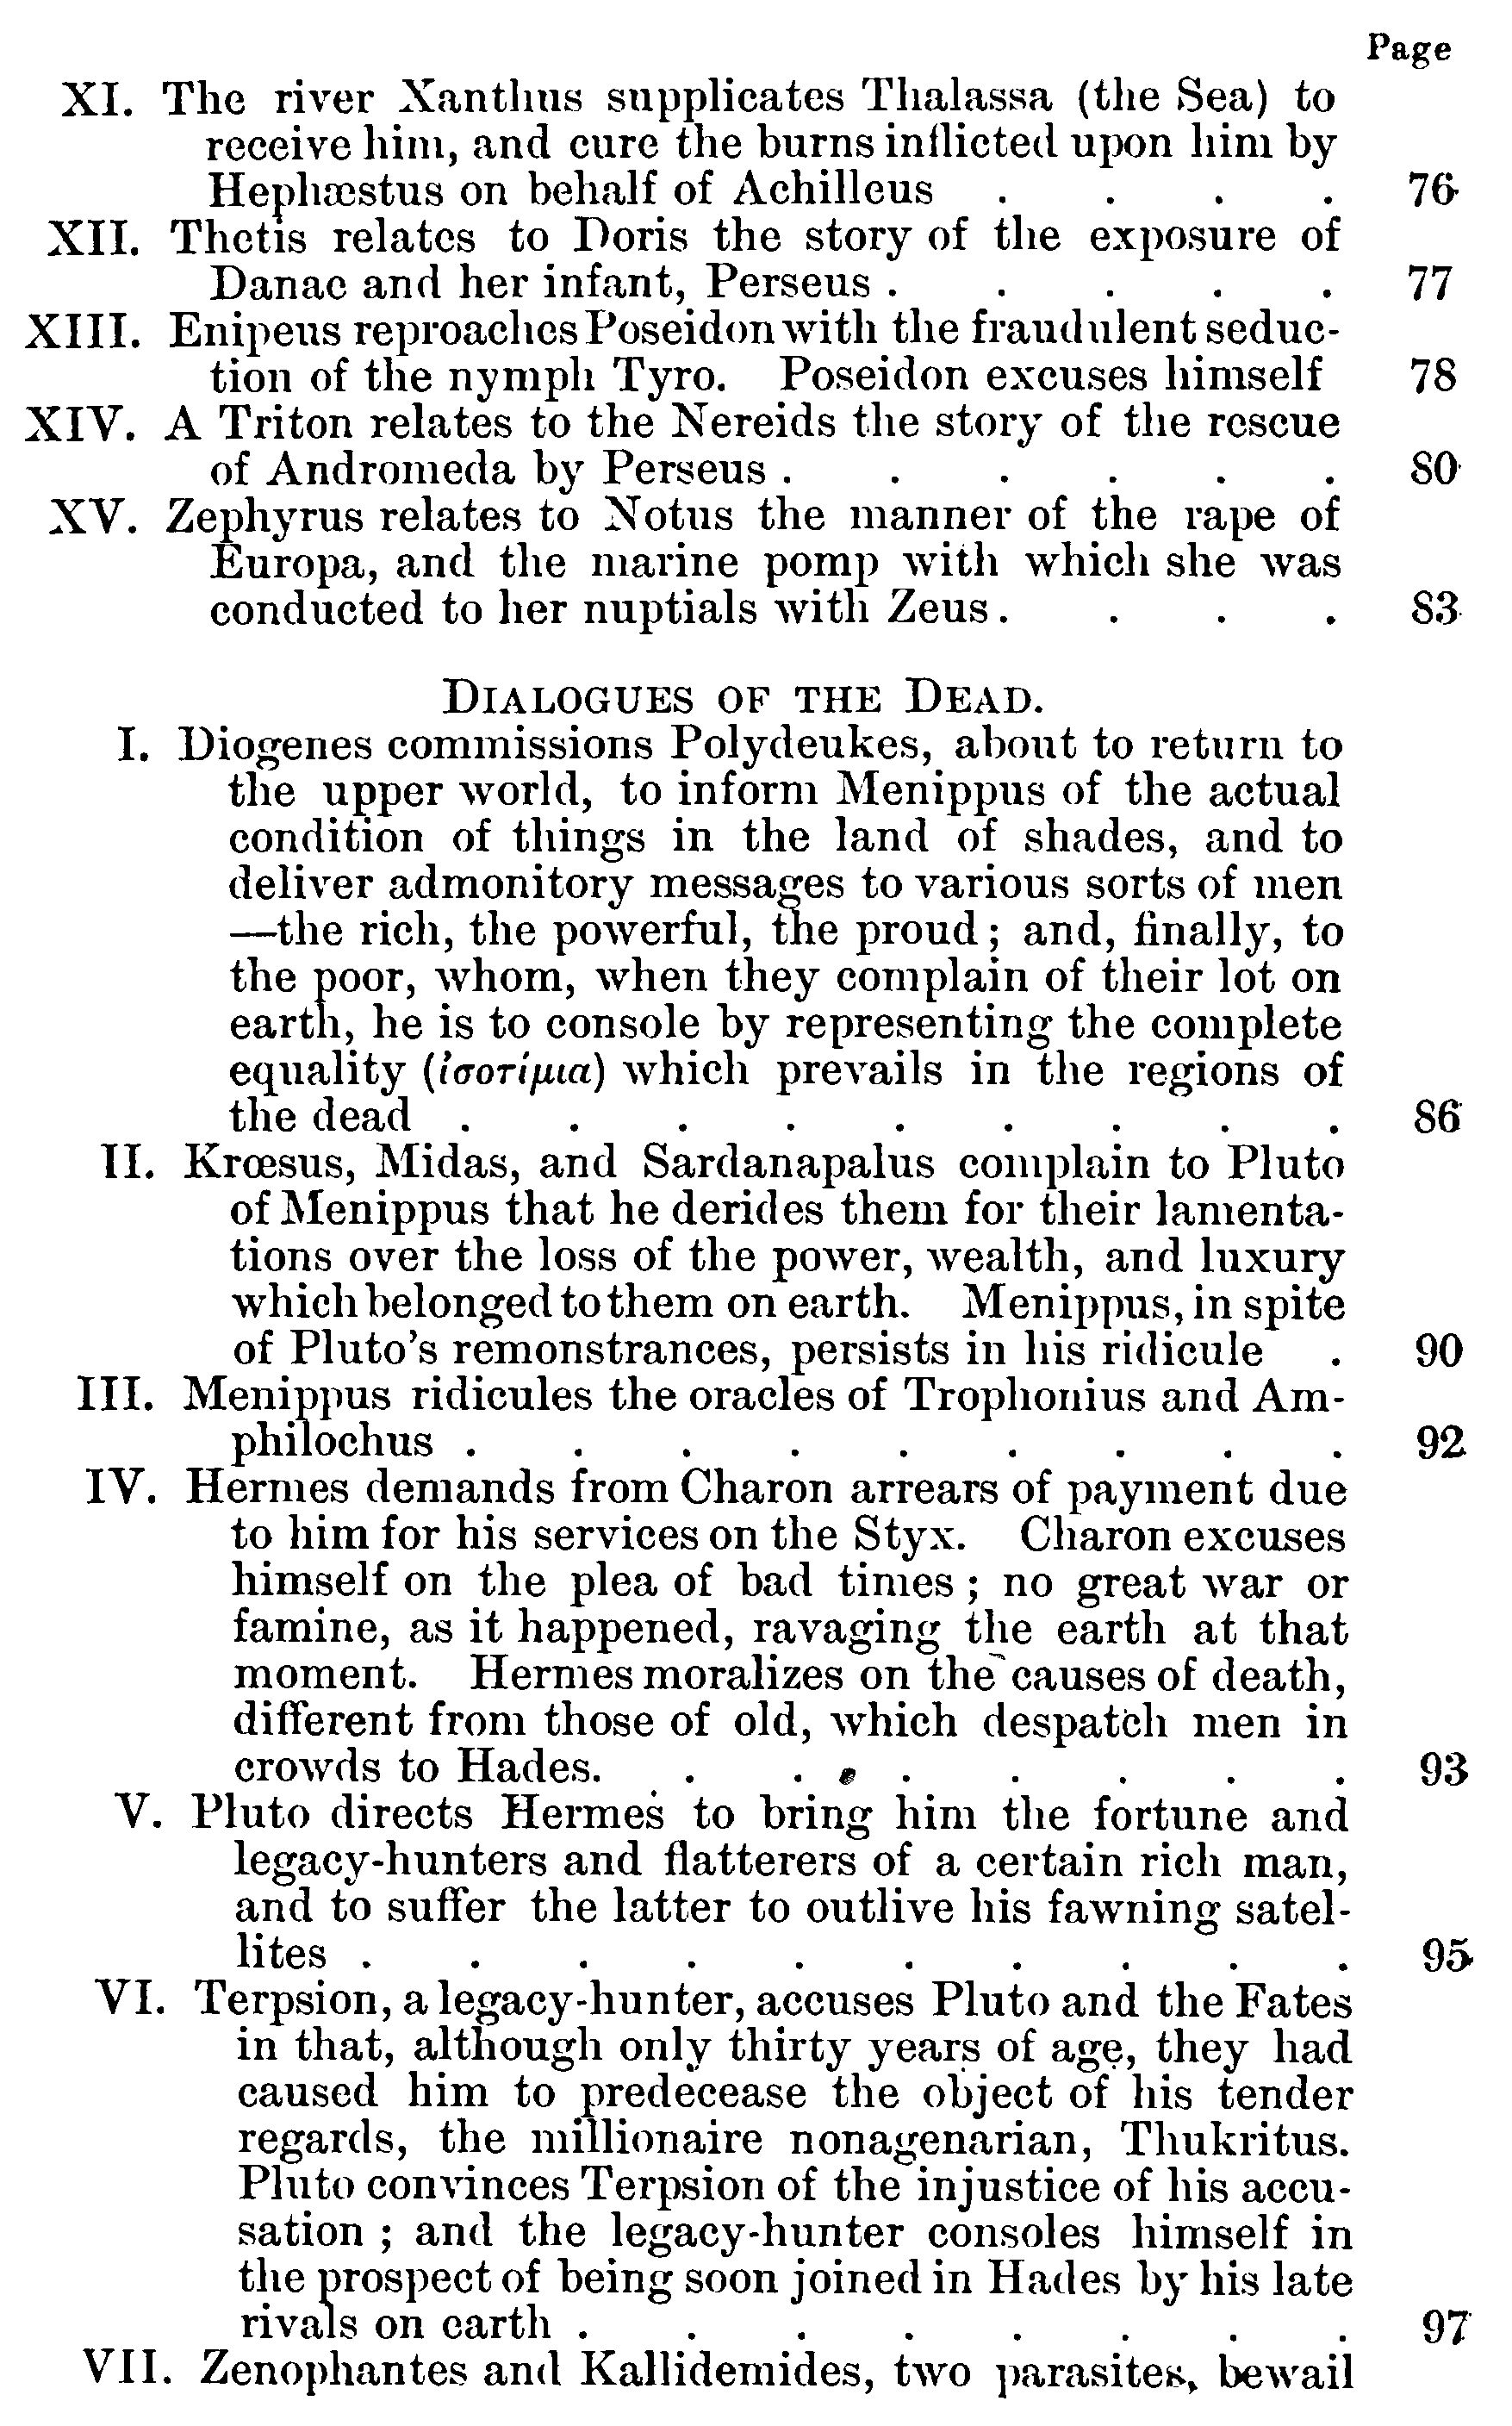 Page
XI. The river Xanthus supplicates Thalassa (the Sea) to
receive him, and cure the burns inflicted upon him by
Hephæstus on behalf of Achilleus . . . . 76
XII. Thetis relates to Doris the story of the exposure of
Danae and her infant, Perseus . . . . . 77
XIII. Enipeus reproaches Poseidon with the fraudulent seduc-
tion of the nymph Tyro. Poseidon excuses himself 78
XIV. A Triton relates to the Nereids the story of the rescue
of Andromeda by Perseus . . . . . . 80
XV. Zephyrus relates to Notus the manner of the rape of
Europa, and the marine pomp with which she was
conducted to her nuptials with Zeus . . . . 83
DIALOGUES OF THE DEAD.
I. Diogenes commissions Polydeukes, about to return to
the upper world, to inform Menippus of the actual
condition of things in the land of shades, and to
deliver admonitory messages to various sorts of men
—the rich, the powerful, the proud; and, finally, to
the poor, whom, when they complain of their lot on
earth, he is to console by representing the complete
equality (ἰσοτίμια) which prevails in the regions of
the dead . . . . . . . . . 86
II. Krœsus, Midas, and Sardanapalus complain to Pluto
of Menippus that he derides them for their lamenta-
tions over the loss of the power, wealth, and luxury
which belonged to them on earth. Menippus, in spite
of Pluto's remonstrances, persists in his ridicule . 90
III. Menippus ridicules the oracles of Trophonius and Am-
philochus . . . . . . . . . 92
IV. Hermes demands from Charon arrears of payment due
to him for his services on the Styx. Charon excuses
himself on the plea of bad times; no great war or
famine, as it happened, ravaging the earth at that
moment. Hermes moralizes on the causes of death,
different from those of old, which despatch men in
crowds to Hades. . . . . . . . 93
V. Pluto directs Hermes to bring him the fortune and
legacy-hunters and flatterers of a certain rich man,
and to suffer the latter to outlive his fawning satel-
lites . . . . . . . . . . 95
VI. Terpsion, a legacy-hunter, accuses Pluto and the Fates
in that, although only thirty years of age, they had
caused him to predecease the object of his tender
regards, the millionaire nonagenarian, Thukritus.
Pluto convinces Terpsion of the injustice of his accu-
sation; and the legacy-hunter consoles himself in
the prospect of being soon joined in Hades by his late
rivals on earth . . . . . . . . 97
VII. Zenophantes and Kallidemides, two parasites, bewail